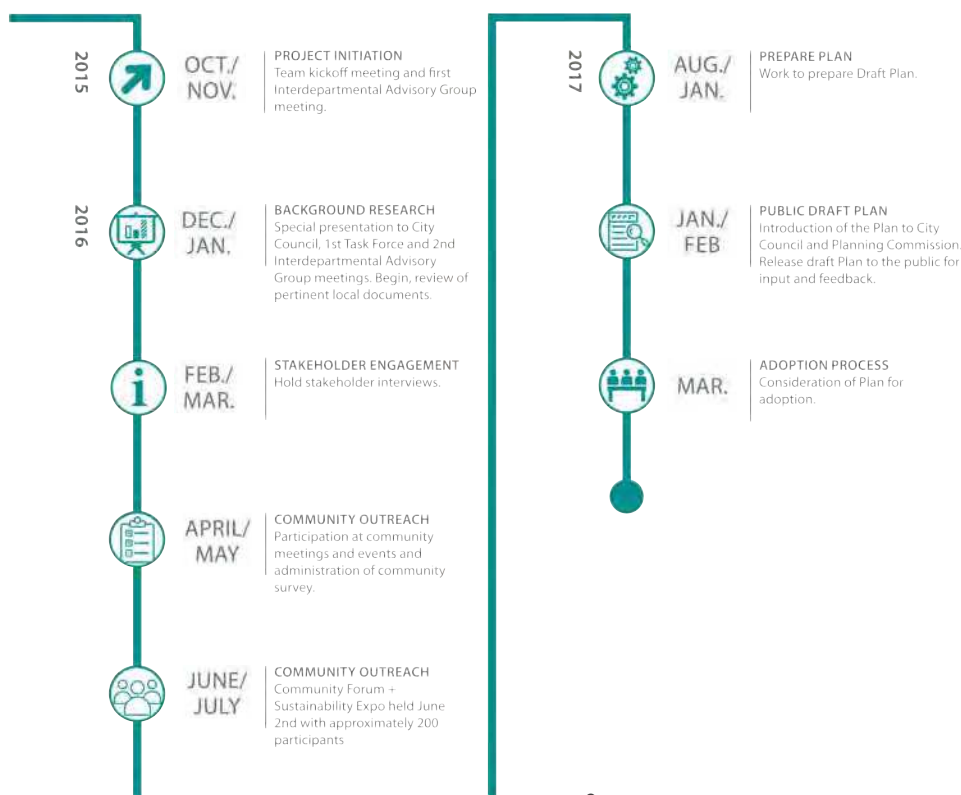 2015
OCT./
NOV.
PROJECT INITIATION
Team kickoff meeting and first
Interdepartmental Advisory Group
meeting.
2016
DEC./
JAN.
BACKGROUND RESEARCH
Special presentation to City
Council, 1st Task Force and 2nd
Interdepartmental Advisory
Group meetings. Begin, review of
pertinent local documents.
FEB./
MAR.
STAKEHOLDER ENGAGEMENT
Hold stakeholder interviews.
APRIL/
MAY
COMMUNITY OUTREACH
Participation at community
meetings and events and
administration of community
survey.
JUNE/
JULY
COMMUNITY OUTREACH
Community Forum +
Sustainability Expo held June
2nd with approximately 200
participants
2017
AUG./
JAN.
PREPARE PLAN
Work to prepare Draft Plan.
JAN./
FEB
PUBLIC DRAFT PLAN
Introduction of the Plan to City
Council and Planning Commission.
Release draft Plan to the public for
input and feedback.
MAR.
ADOPTION PROCESS
Consideration of Plan for
adoption.